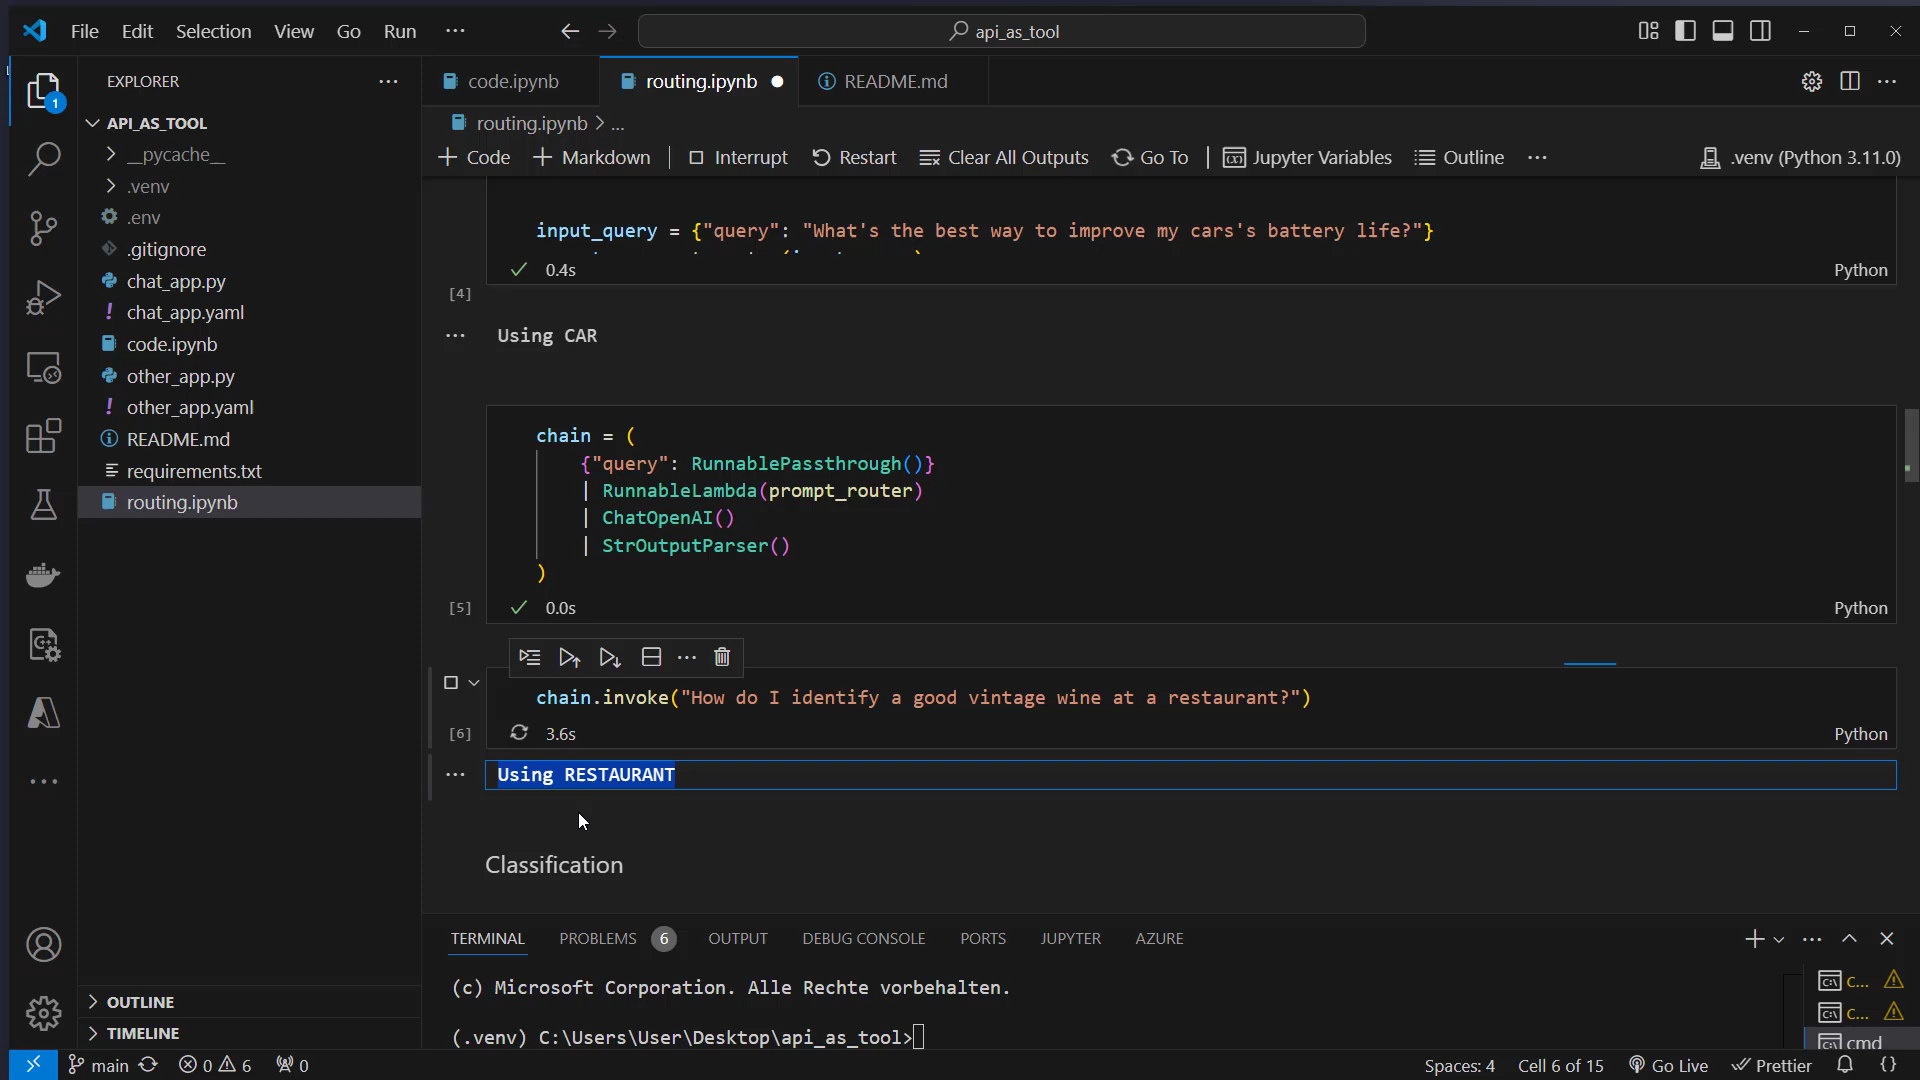 File Edit Selection View Go Run ···
api_as_tool
EXPLORER ···
1
API_AS_TOOL
__pycache__
.venv
.env
.gitignore
chat_app.py
! chat_app.yaml
code.ipynb
other_app.py
! other_app.yaml
README.md
requirements.txt
routing.ipynb
OUTLINE
TIMELINE
code.ipynb routing.ipynb README.md
routing.ipynb > ...
+ Code + Markdown Interrupt Restart Clear All Outputs Go To Jupyter Variables Outline ··· .venv (Python 3.11.0)
input_query = {"query": "What's the best way to improve my cars's battery life?"}
0.4s Python
[4]
··· Using CAR
chain = (
{"query": RunnablePassthrough()}
| RunnableLambda(prompt_router)
| ChatOpenAI()
| StrOutputParser()
)
[5] 0.0s Python
chain.invoke("How do I identify a good vintage wine at a restaurant?")
[6] 3.6s Python
··· Using RESTAURANT
Classification
TERMINAL PROBLEMS 6 OUTPUT DEBUG CONSOLE PORTS JUPYTER AZURE
(c) Microsoft Corporation. Alle Rechte vorbehalten.
(.venv) C:\Users\User\Desktop\api_as_tool>
C...
C...
cmd
main 0 6 0 Spaces: 4 Cell 6 of 15 Go Live Prettier {}